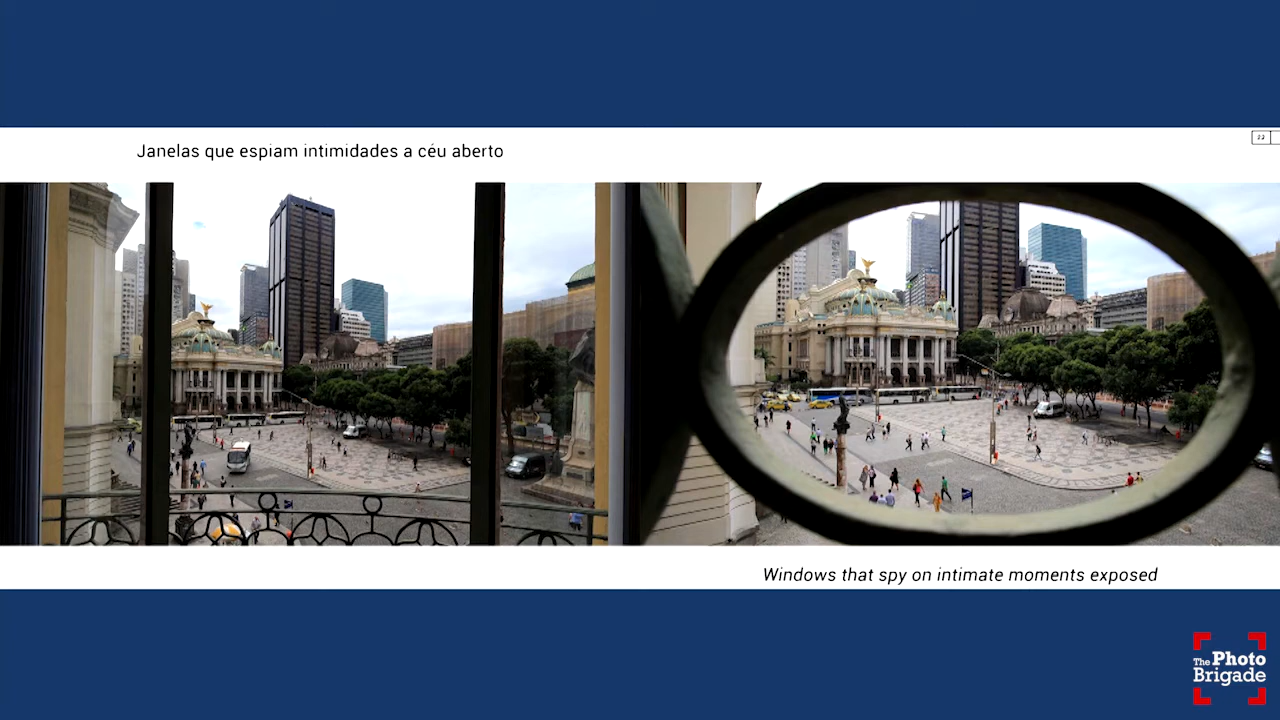 Janelas que espiam intimidades a céu aberto
Windows that spy on intimate moments exposed
The Photo
Brigade